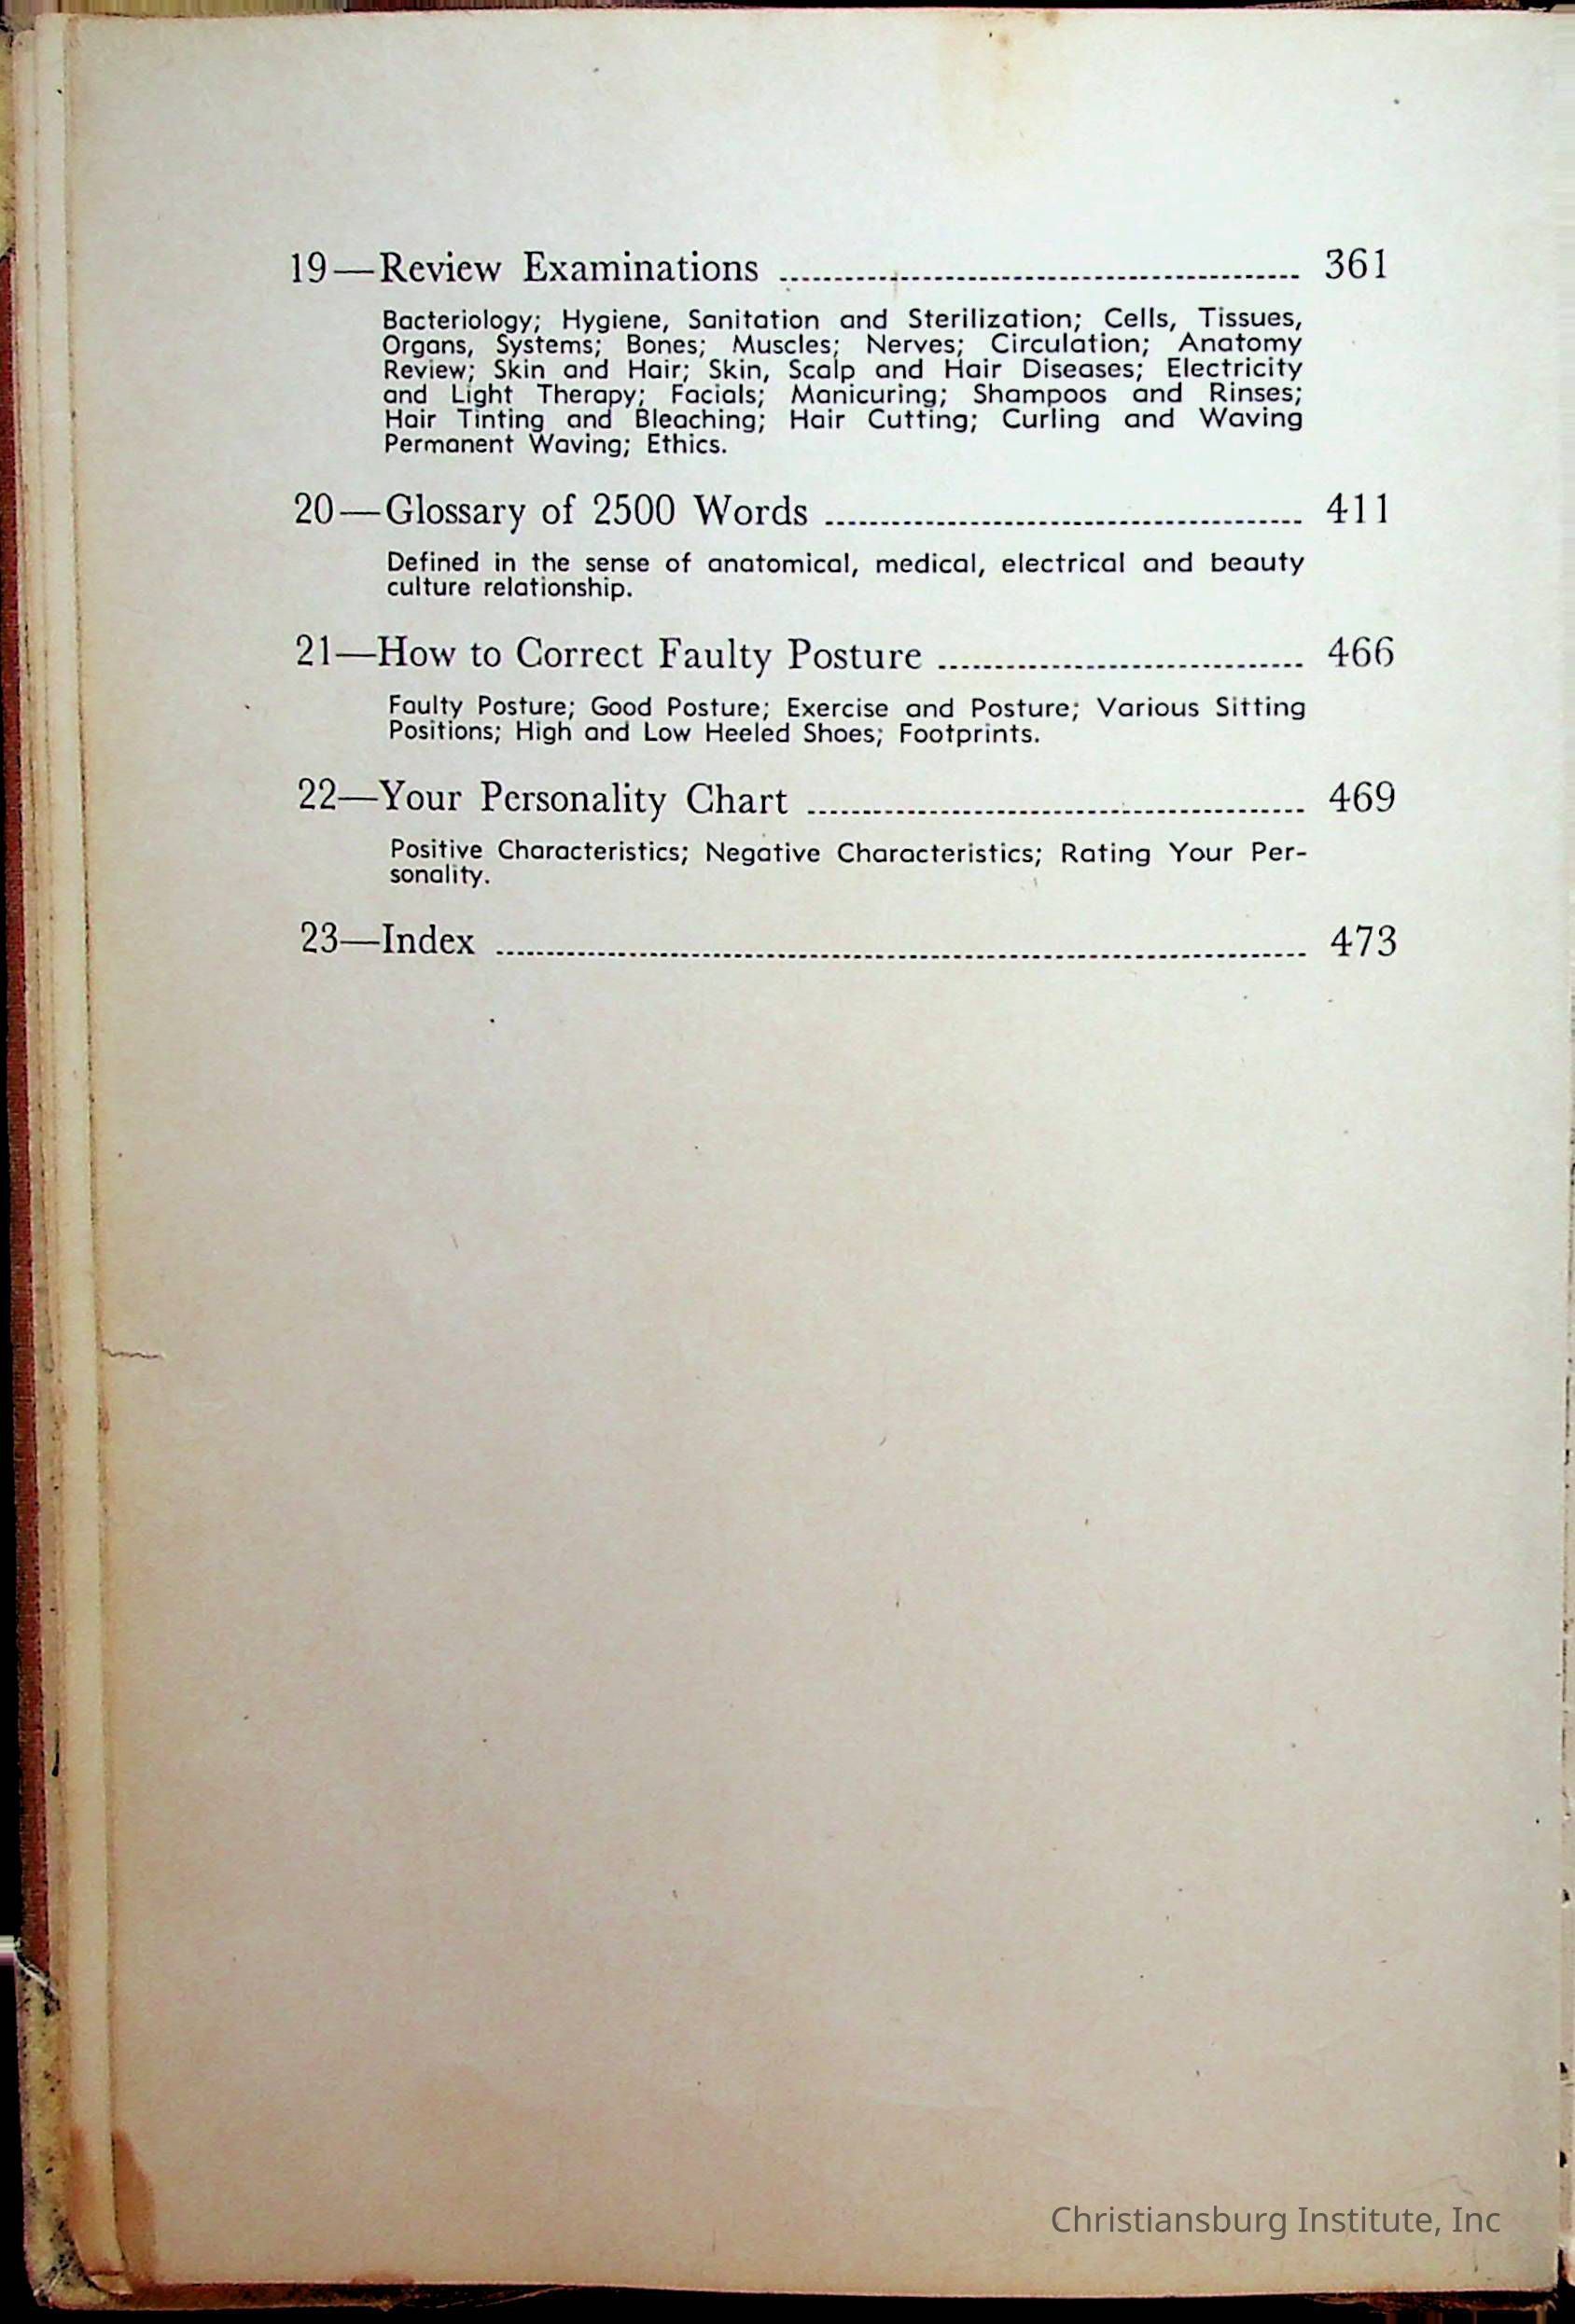 19—Review Examinations ........................................ 361
Bacteriology; Hygiene, Sanitation and Sterilization; Cells, Tissues,
Organs, Systems; Bones; Muscles; Nerves; Circulation; Anatomy
Review; Skin and Hair; Skin, Scalp and Hair Diseases; Electricity
and Light Therapy; Facials; Manicuring; Shampoos and Rinses;
Hair Tinting and Bleaching; Hair Cutting; Curling and Waving
Permanent Waving; Ethics.
20—Glossary of 2500 Words ........................................ 411
Defined in the sense of anatomical, medical, electrical and beauty
culture relationship.
21—How to Correct Faulty Posture ........................................ 466
Faulty Posture; Good Posture; Exercise and Posture; Various Sitting
Positions; High and Low Heeled Shoes; Footprints.
22—Your Personality Chart ........................................ 469
Positive Characteristics; Negative Characteristics; Rating Your Per-
sonality.
23—Index ........................................ 473
Christiansburg Institute, Inc